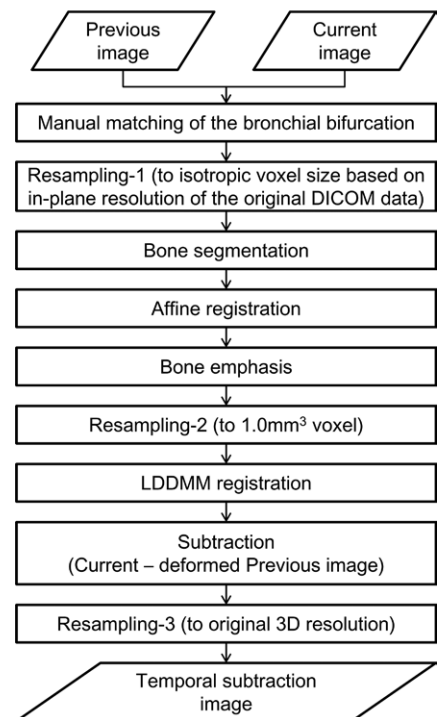 Previous
image
Current
image
Manual matching of the bronchial bifurcation
Resampling-1 (to isotropic voxel size based on
in-plane resolution of the original DICOM data)
Bone segmentation
Affine registration
Bone emphasis
Resampling-2 (to 1.0mm³ voxel)
LDDMM registration
Subtraction
(Current – deformed Previous image)
Resampling-3 (to original 3D resolution)
Temporal subtraction
image